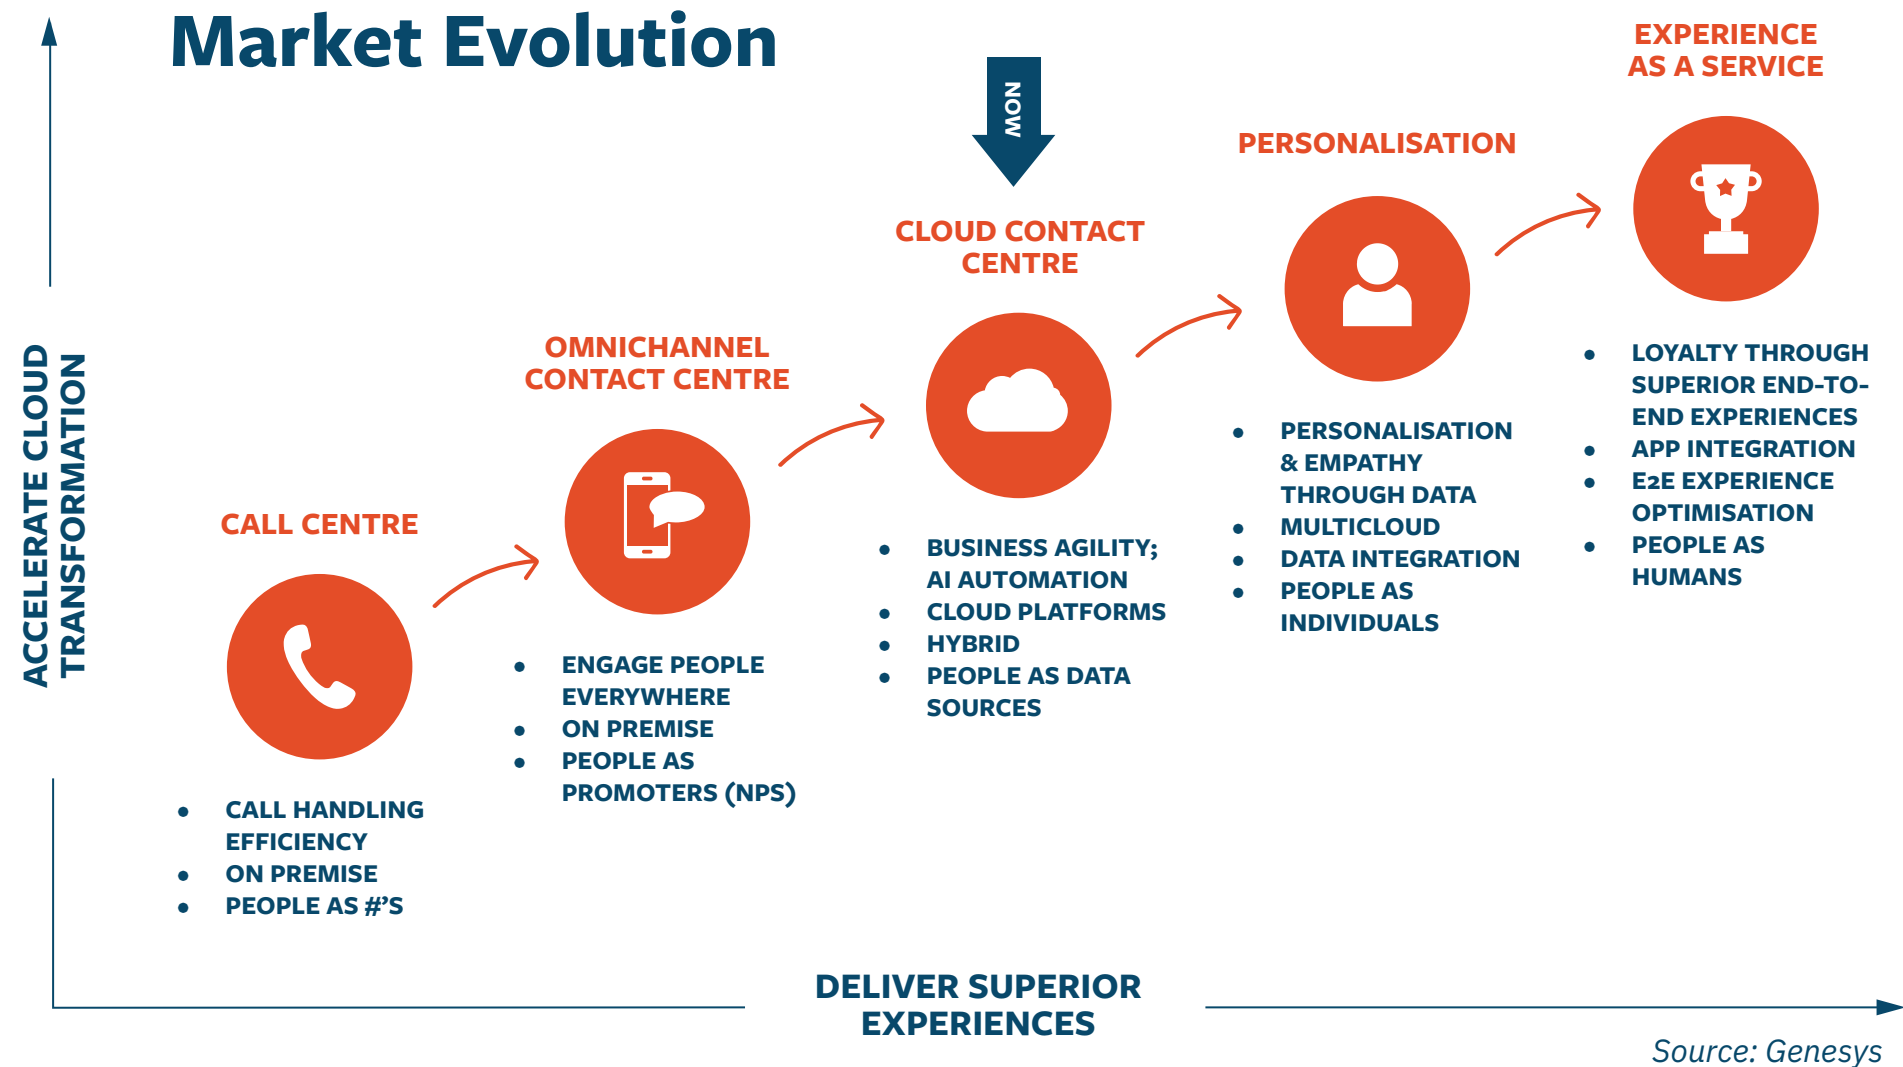 Market Evolution
NOW
ACCELERATE CLOUD
TRANSFORMATION
CALL CENTRE
• CALL HANDLING
EFFICIENCY
• ON PREMISE
• PEOPLE AS #’S
OMNICHANNEL
CONTACT CENTRE
• ENGAGE PEOPLE
EVERYWHERE
• ON PREMISE
• PEOPLE AS
PROMOTERS (NPS)
CLOUD CONTACT
CENTRE
• BUSINESS AGILITY;
AI AUTOMATION
• CLOUD PLATFORMS
• HYBRID
• PEOPLE AS DATA
SOURCES
PERSONALISATION
• PERSONALISATION
& EMPATHY
THROUGH DATA
• MULTICLOUD
• DATA INTEGRATION
• PEOPLE AS
INDIVIDUALS
EXPERIENCE
AS A SERVICE
• LOYALTY THROUGH
SUPERIOR END-TO-
END EXPERIENCES
• APP INTEGRATION
• E2E EXPERIENCE
OPTIMISATION
• PEOPLE AS
HUMANS
DELIVER SUPERIOR
EXPERIENCES
Source: Genesys